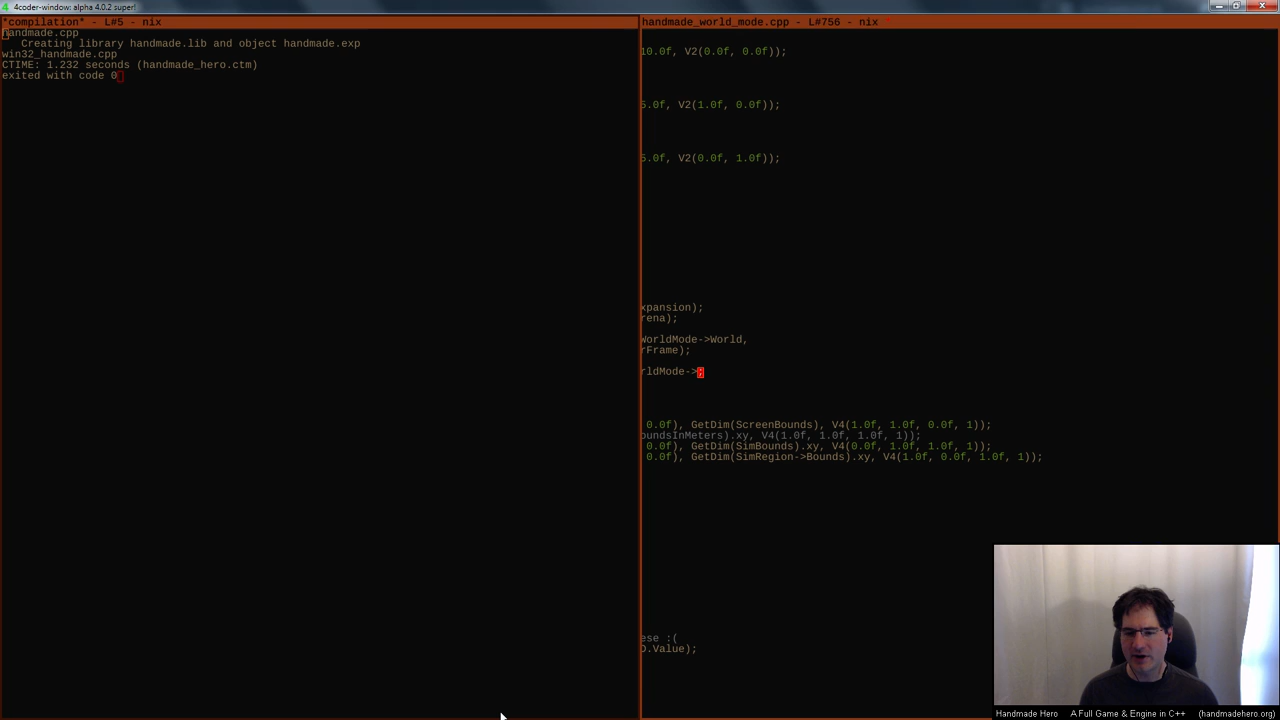 4coder-window: alpha 4.0.2 super!
*compilation* - L#5 - nix
handmade.cpp
Creating library handmade.lib and object handmade.exp
win32_handmade.cpp
CTIME: 1.232 seconds (handmade_hero.ctm)
exited with code 0
handmade_world_mode.cpp - L#756 - nix *
10.0f, V2(0.0f, 0.0f));
5.0f, V2(1.0f, 0.0f));
5.0f, V2(0.0f, 1.0f));
xpansion);
rena);
WorldMode->World,
rFrame);
rldMode->;
0.0f), GetDim(ScreenBounds), V4(1.0f, 1.0f, 0.0f, 1));
oundsInMeters).xy, V4(1.0f, 1.0f, 1.0f, 1));
0.0f), GetDim(SimBounds).xy, V4(0.0f, 1.0f, 1.0f, 1));
0.0f), GetDim(SimRegion->Bounds).xy, V4(1.0f, 0.0f, 1.0f, 1));
ese :(
D.Value);
Handmade Hero A Full Game & Engine in C++ (handmadehero.org)